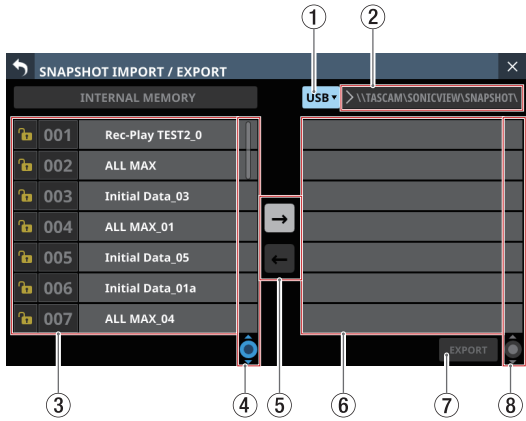 ① ②
SNAPSHOT IMPORT / EXPORT ×
INTERNAL MEMORY USB ▾ > \\TASCAM\SONICVIEW\SNAPSHOT\
001 Rec-Play TEST2_0
002 ALL MAX
003 Initial Data_03
004 ALL MAX_01
→
005 Initial Data_05
←
006 Initial Data_01a
007 ALL MAX_04
EXPORT
③ ④ ⑤ ⑥ ⑦ ⑧